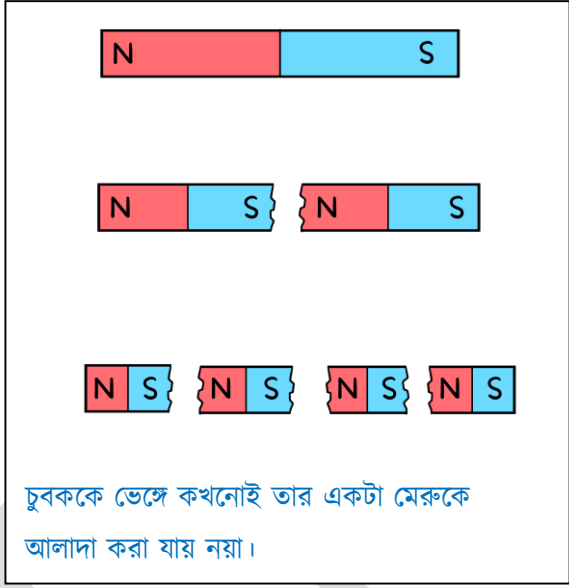 N S
N S N S
N S N S N S N S
চুবককে ভেঙ্গে কখনোই তার একটা মেরুকে
আলাদা করা যায় নয়া।